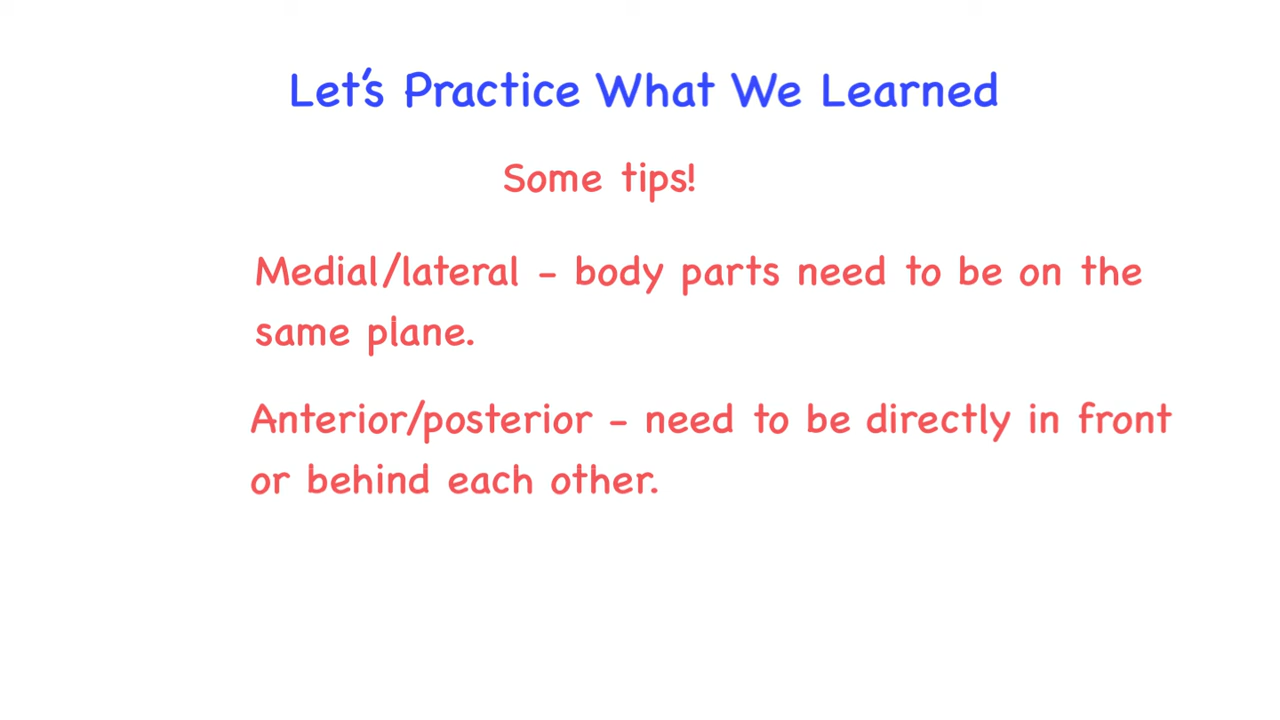 Let's Practice What We Learned
Some tips!
Medial/lateral - body parts need to be on the
same plane.
Anterior/posterior - need to be directly in front
or behind each other.